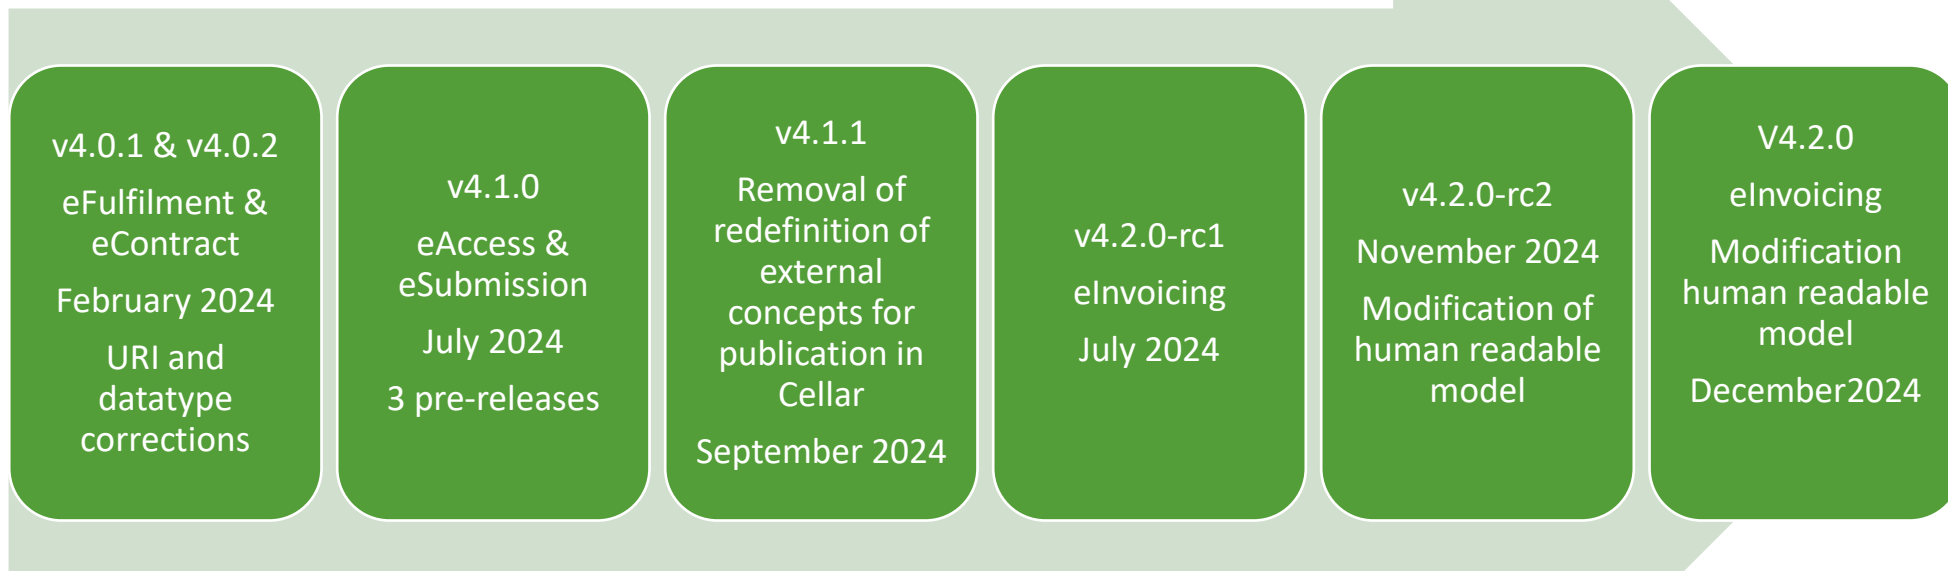 v4.0.1 & v4.0.2
eFulfilment &
eContract
February 2024
URI and
datatype
corrections
v4.1.0
eAccess &
eSubmission
July 2024
3 pre-releases
v4.1.1
Removal of
redefinition of
external
concepts for
publication in
Cellar
September 2024
v4.2.0-rc1
eInvoicing
July 2024
v4.2.0-rc2
November 2024
Modification of
human readable
model
V4.2.0
eInvoicing
Modification
human readable
model
December2024